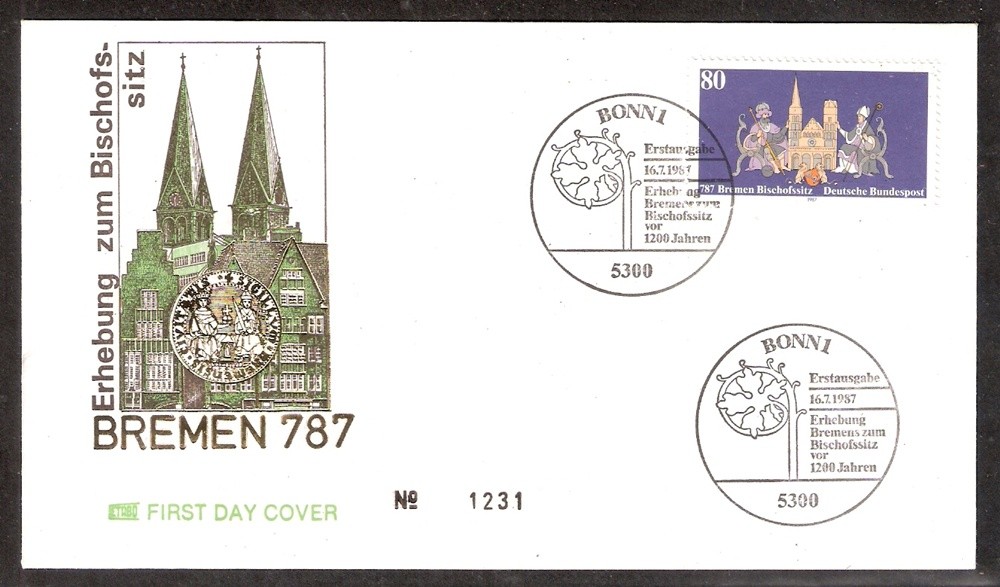 Erhebung zum Bischofs-
sitz
BREMEN 787
ETABO FIRST DAY COVER
№ 1231
80
787 Bremen Bischofssitz Deutsche Bundespost
1987
BONN 1
Erstausgabe
16.7.1987
Erhebung
Bremens zum
Bischofssitz
vor
1200 Jahren
5300
BONN 1
Erstausgabe
16.7.1987
Erhebung
Bremens zum
Bischofssitz
vor
1200 Jahren
5300